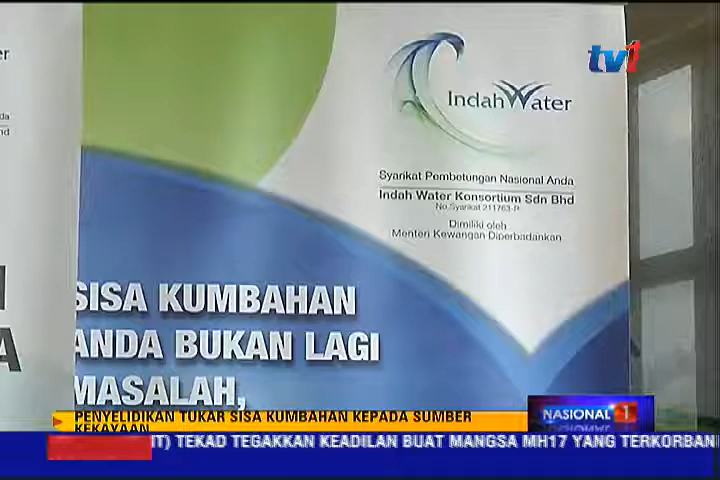 tv1
IndahWater
Syarikat Pembetungan Nasional Anda
Indah Water Konsortium Sdn Bhd
No.Syarikat 211763-P
Dimiliki oleh
Menteri Kewangan Diperbadankan
SISA KUMBAHAN
ANDA BUKAN LAGI
MASALAH,
NASIONAL 1
PENYELIDIKAN TUKAR SISA KUMBAHAN KEPADA SUMBER
KEKAYAAN
IT) TEKAD TEGAKKAN KEADILAN BUAT MANGSA MH17 YANG TERKORBAN